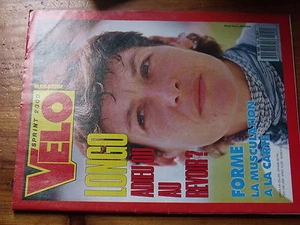 VELO
SPRINT 2000
LONGO
ADIEU OU
AU
REVOIR ?
FORME
LA MUSCULATION
A LA CARTE